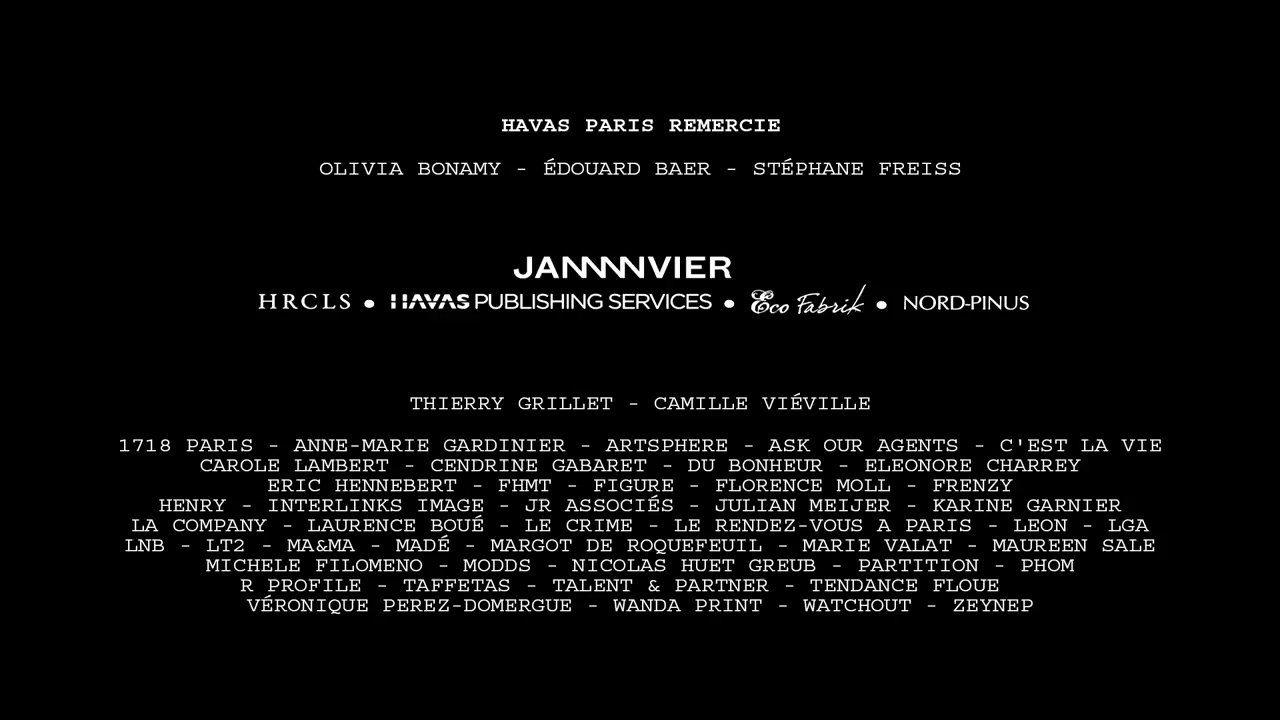 HAVAS PARIS REMERCIE
OLIVIA BONAMY - ÉDOUARD BAER - STÉPHANE FREISS
JANNNNVIER
HRCLS • HAVAS PUBLISHING SERVICES • Eco Fabrik • NORD-PINUS
THIERRY GRILLET - CAMILLE VIÉVILLE
1718 PARIS - ANNE-MARIE GARDINIER - ARTSPHERE - ASK OUR AGENTS - C'EST LA VIE
CAROLE LAMBERT - CENDRINE GABARET - DU BONHEUR - ELEONORE CHARREY
ERIC HENNEBERT - FHMT - FIGURE - FLORENCE MOLL - FRENZY
HENRY - INTERLINKS IMAGE - JR ASSOCIÉS - JULIAN MEIJER - KARINE GARNIER
LA COMPANY - LAURENCE BOUÉ - LE CRIME - LE RENDEZ-VOUS A PARIS - LEON - LGA
LNB - LT2 - MA&MA - MADÉ - MARGOT DE ROQUEFEUIL - MARIE VALAT - MAUREEN SALE
MICHELE FILOMENO - MODDS - NICOLAS HUET GREUB - PARTITION - PHOM
R PROFILE - TAFFETAS - TALENT & PARTNER - TENDANCE FLOUE
VÉRONIQUE PEREZ-DOMERGUE - WANDA PRINT - WATCHOUT - ZEYNEP